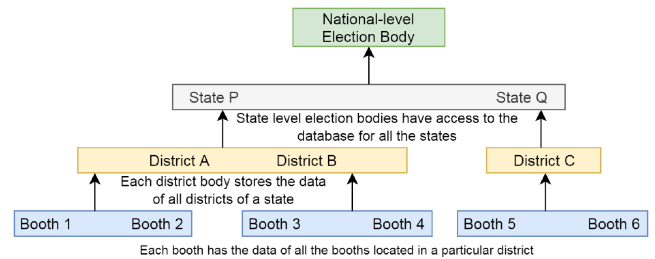 National-level
Election Body
State P State Q
State level election bodies have access to the
database for all the states
District A District B District C
Each district body stores the data
of all districts of a state
Booth 1 Booth 2 Booth 3 Booth 4 Booth 5 Booth 6
Each booth has the data of all the booths located in a particular district